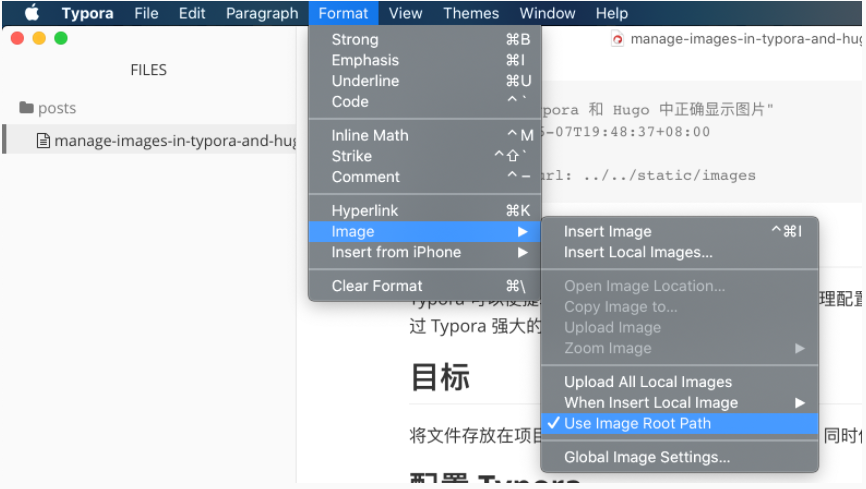 Typora File Edit Paragraph Format View Themes Window Help
FILES
posts
manage-images-in-typora-and-hug
manage-images-in-typora-and-hug
Strong ⌘B
Emphasis ⌘I
Underline ⌘U
Code ^`
Inline Math ^M
Strike ^⇧`
Comment ^–
Hyperlink ⌘K
Image ▶
Insert from iPhone ▶
Clear Format ⌘\
Insert Image ^⌘I
Insert Local Images...
Open Image Location...
Copy Image to...
Upload Image
Zoom Image ▶
Upload All Local Images
When Insert Local Image ▶
✓ Use Image Root Path
Global Image Settings...
pora 和 Hugo 中正确显示图片"
-07T19:48:37+08:00
url: ../../static/images
Typora 可以便捷 理配置
过 Typora 强大的
目标
将文件存放在项目 同时
配置 Typora